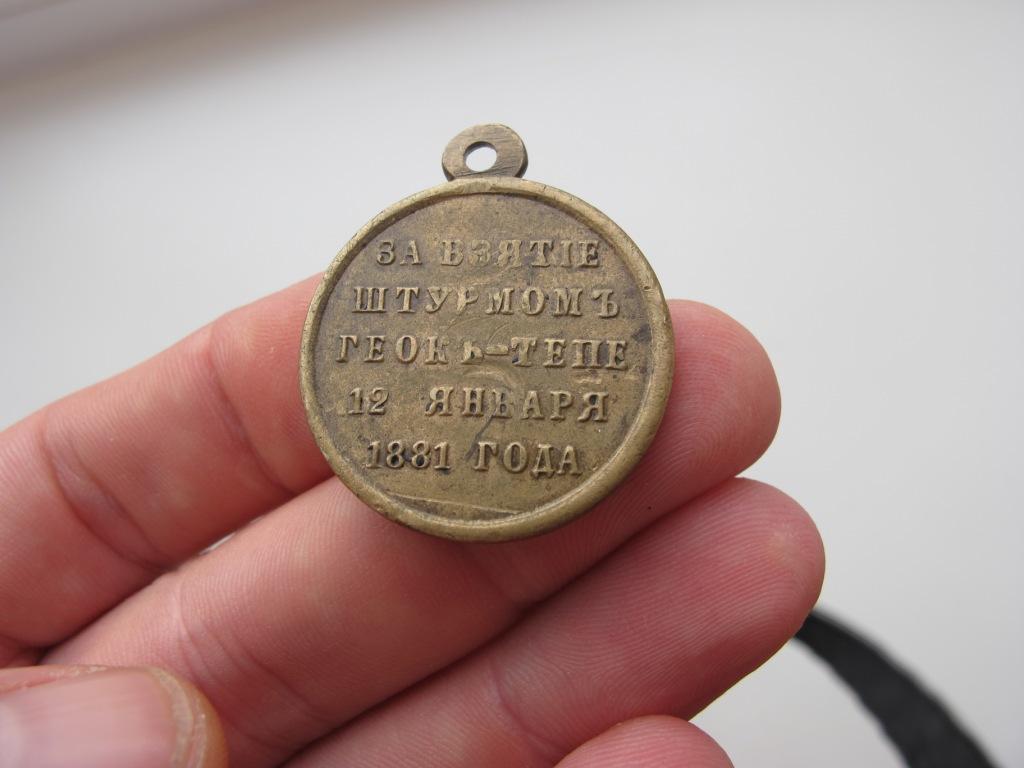 ЗА ВЗЯТІЕ
ШТУРМОМЪ
ГЕОКЪ-ТЕПЕ
12 ЯНВАРЯ
1881 ГОДА